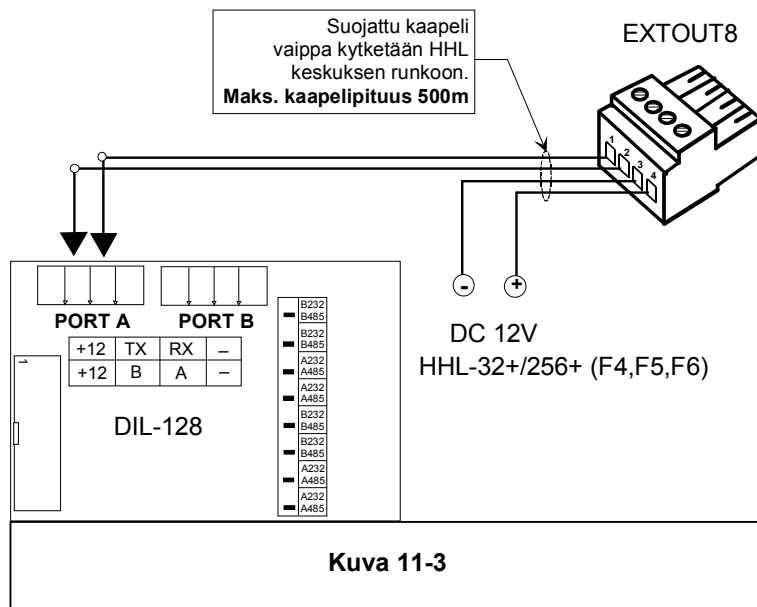 Suojattu kaapeli
vaippa kytketään HHL
keskuksen runkoon.
Maks. kaapelipituus 500m
EXTOUT8
1
2
3
4
PORT A
PORT B
+12 TX RX –
+12 B A –
1
DIL-128
B232
B485
B232
B485
A232
A485
A232
A485
B232
B485
B232
B485
A232
A485
A232
A485
- +
DC 12V
HHL-32+/256+ (F4,F5,F6)
Kuva 11-3